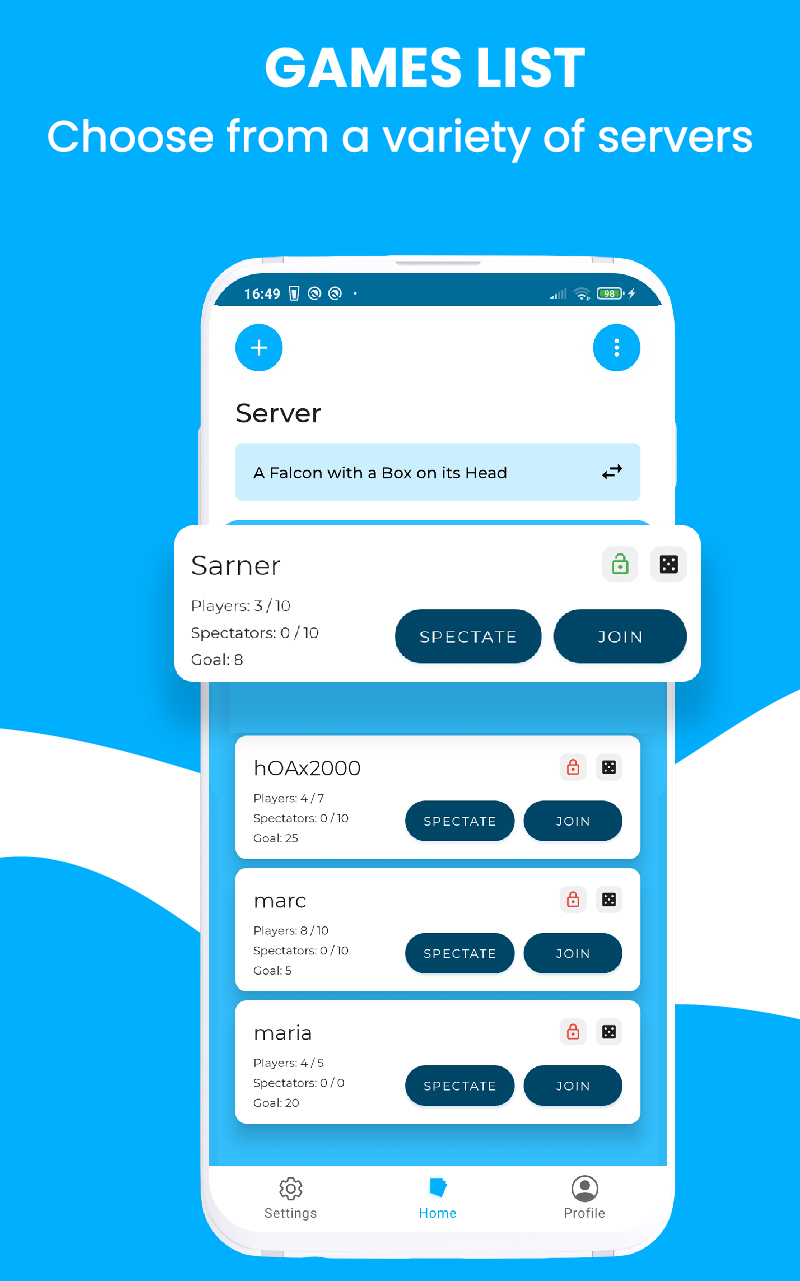 GAMES LIST
Choose from a variety of servers
16:49
98
Server
A Falcon with a Box on its Head
Sarner
Players: 3 / 10
Spectators: 0 / 10
Goal: 8
SPECTATE
JOIN
hOAx2000
Players: 4 / 7
Spectators: 0 / 10
Goal: 25
SPECTATE
JOIN
marc
Players: 8 / 10
Spectators: 0 / 10
Goal: 5
SPECTATE
JOIN
maria
Players: 4 / 5
Spectators: 0 / 0
Goal: 20
SPECTATE
JOIN
Settings
Home
Profile